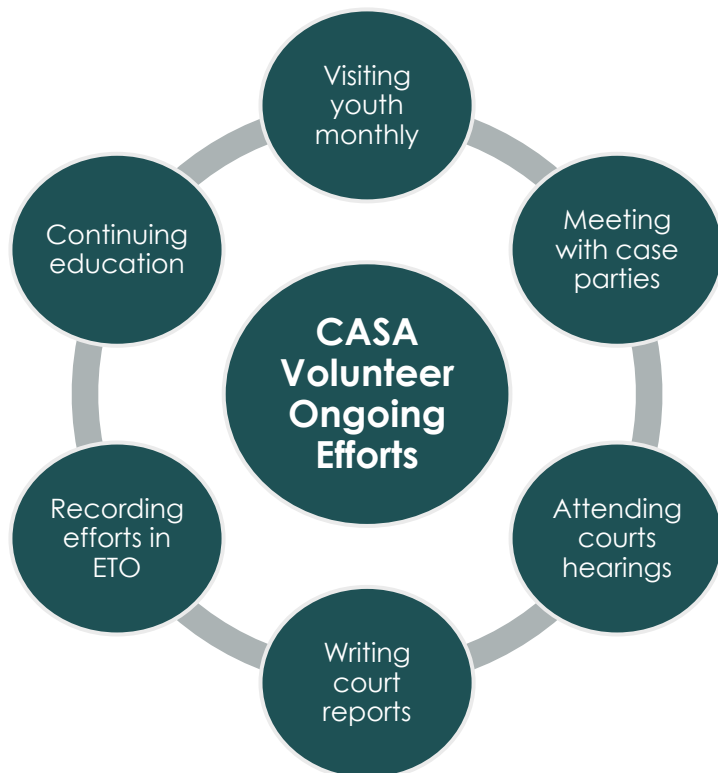 Visiting
youth
monthly
Meeting
with case
parties
Attending
courts
hearings
Writing
court
reports
Recording
efforts in
ETO
Continuing
education
CASA
Volunteer
Ongoing
Efforts